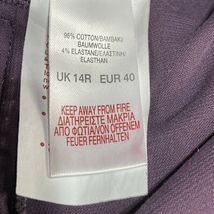 96% COTTON/BAMBAKI/
BAUMWOLLE
4% ELASTANE/ΕΛΑΣΤΙΝΗ/
ELASTHAN
UK 14R EUR 40
KEEP AWAY FROM FIRE
ΔΙΑΤΗΡΕΙΣΤΕ ΜΑΚΡΙΑ
ΑΠΟ ΦΩΤΙΑ/VON OFFENEM
FEUER FERNHALTEN